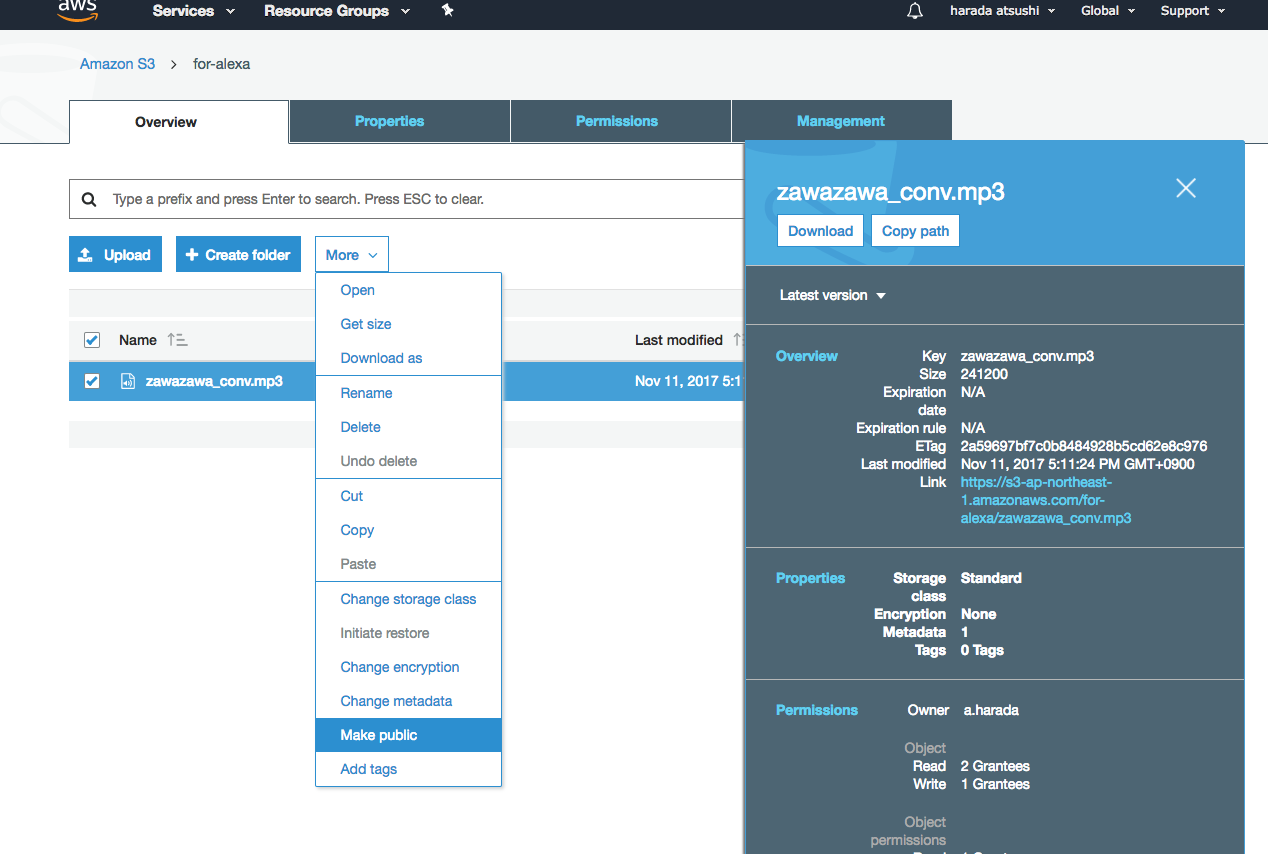 aws
Services
Resource Groups
harada atsushi
Global
Support
Amazon S3
for-alexa
Overview
Properties
Permissions
Management
Type a prefix and press Enter to search. Press ESC to clear.
Upload
Create folder
More
Open
Get size
Download as
Rename
Delete
Undo delete
Cut
Copy
Paste
Change storage class
Initiate restore
Change encryption
Change metadata
Make public
Add tags
Name
Last modified
zawazawa_conv.mp3
Nov 11, 2017 5:1
zawazawa_conv.mp3
Download
Copy path
Latest version
Overview
Key zawazawa_conv.mp3
Size 241200
Expiration N/A
date
Expiration rule N/A
ETag 2a59697bf7c0b8484928b5cd62e8c976
Last modified Nov 11, 2017 5:11:24 PM GMT+0900
Link https://s3-ap-northeast-
1.amazonaws.com/for-
alexa/zawazawa_conv.mp3
Properties
Storage Standard
class
Encryption None
Metadata 1
Tags 0 Tags
Permissions
Owner a.harada
Object
Read 2 Grantees
Write 1 Grantees
Object
permissions